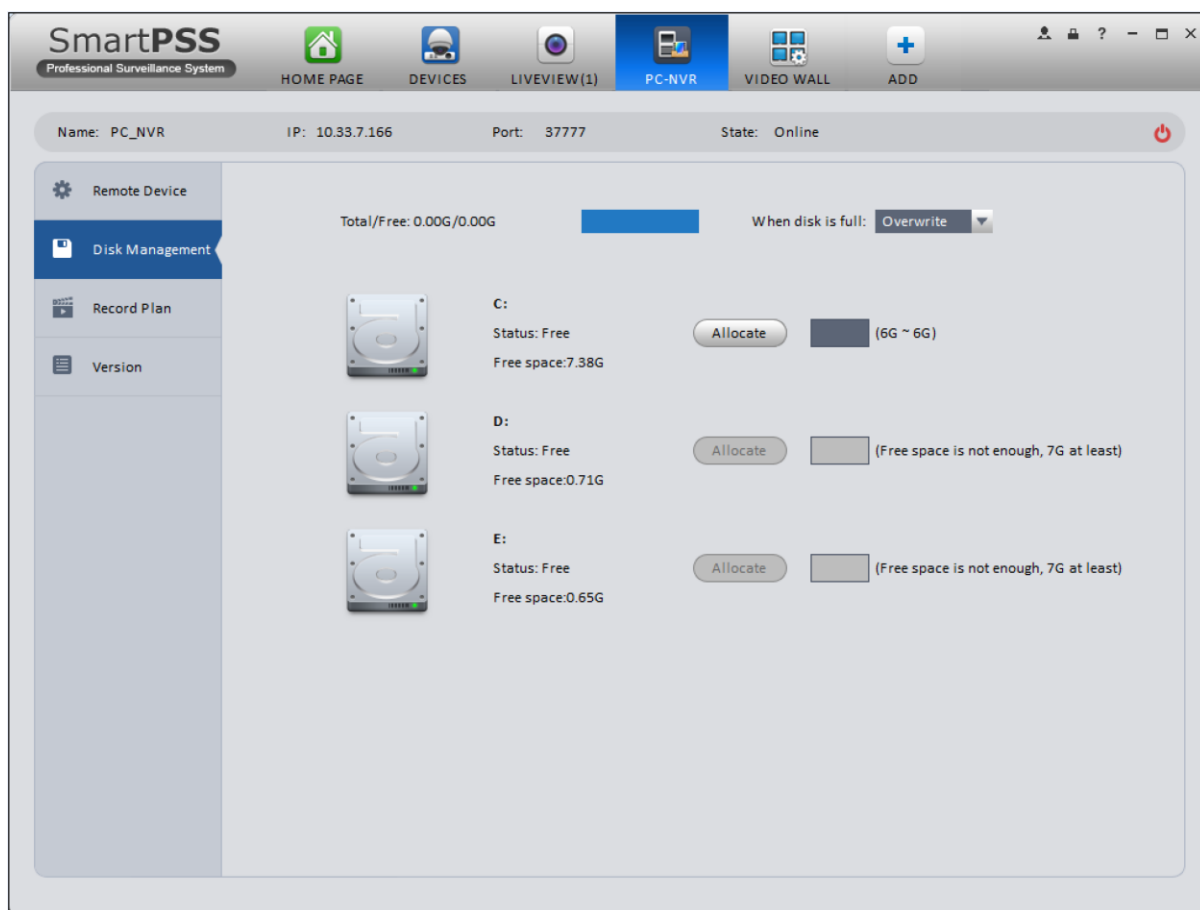 SmartPSS
Professional Surveillance System
HOME PAGE
DEVICES
LIVEVIEW(1)
PC-NVR
VIDEO WALL
ADD
?
Name: PC_NVR IP: 10.33.7.166 Port: 37777 State: Online
Remote Device
Disk Management
Record Plan
Version
Total/Free: 0.00G/0.00G When disk is full: Overwrite
C:
Status: Free Allocate (6G ~ 6G)
Free space:7.38G
D:
Status: Free Allocate (Free space is not enough, 7G at least)
Free space:0.71G
E:
Status: Free Allocate (Free space is not enough, 7G at least)
Free space:0.65G